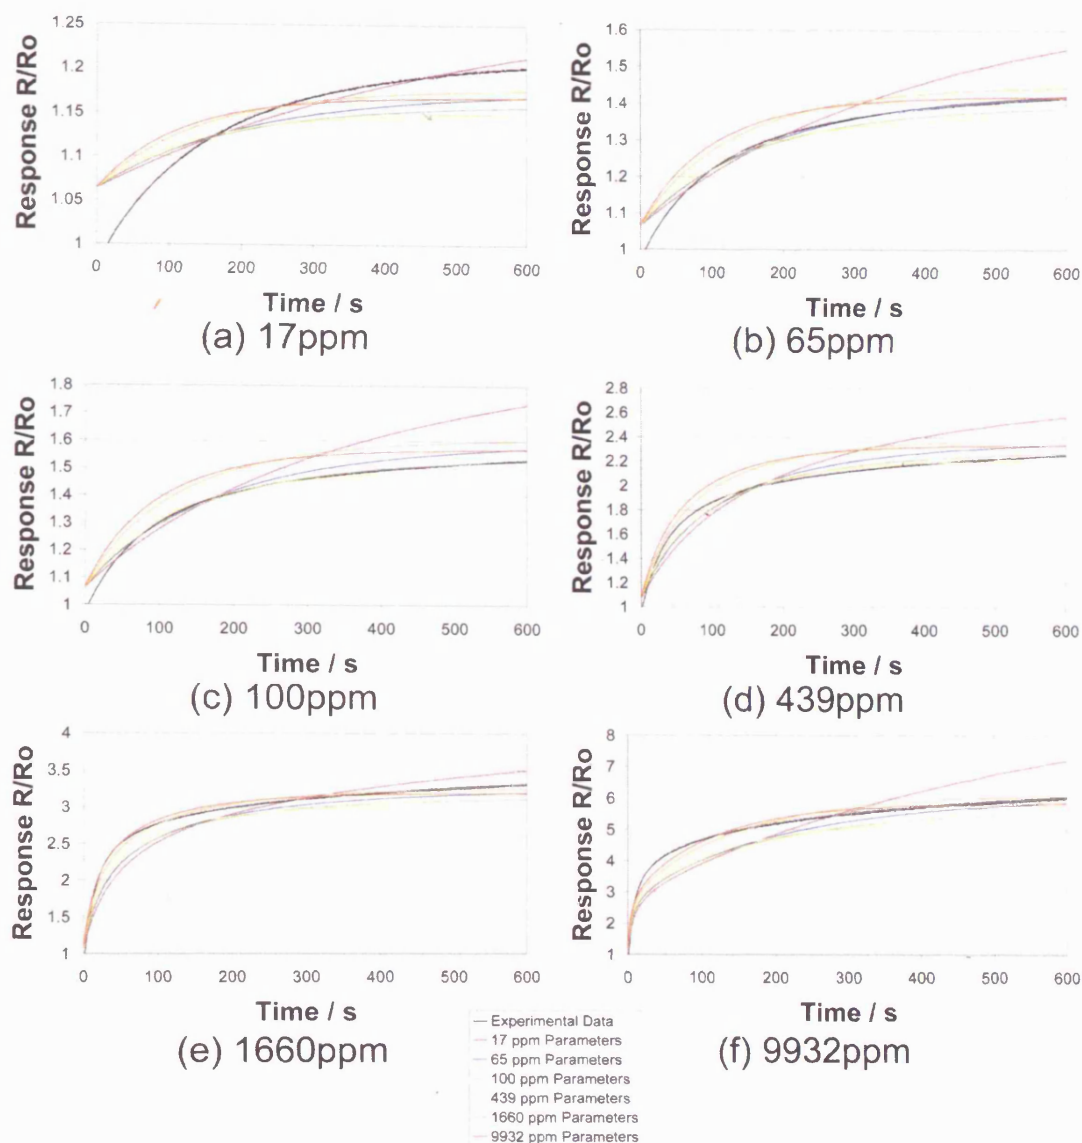 Response R/Ro
1.25
1.2
1.15
1.1
1.05
1
0 100 200 300 400 500 600
Time / s
(a) 17ppm
Response R/Ro
1.6
1.5
1.4
1.3
1.2
1.1
1
0 100 200 300 400 500 600
Time / s
(b) 65ppm
Response R/Ro
1.8
1.7
1.6
1.5
1.4
1.3
1.2
1.1
1
0 100 200 300 400 500 600
Time / s
(c) 100ppm
Response R/Ro
2.8
2.6
2.4
2.2
2
1.8
1.6
1.4
1.2
1
0 100 200 300 400 500 600
Time / s
(d) 439ppm
Response R/Ro
4
3.5
3
2.5
2
1.5
1
0 100 200 300 400 500 600
Time / s
(e) 1660ppm
Response R/Ro
8
7
6
5
4
3
2
1
0 100 200 300 400 500 600
Time / s
(f) 9932ppm
Experimental Data
17 ppm Parameters
65 ppm Parameters
100 ppm Parameters
439 ppm Parameters
1660 ppm Parameters
9932 ppm Parameters